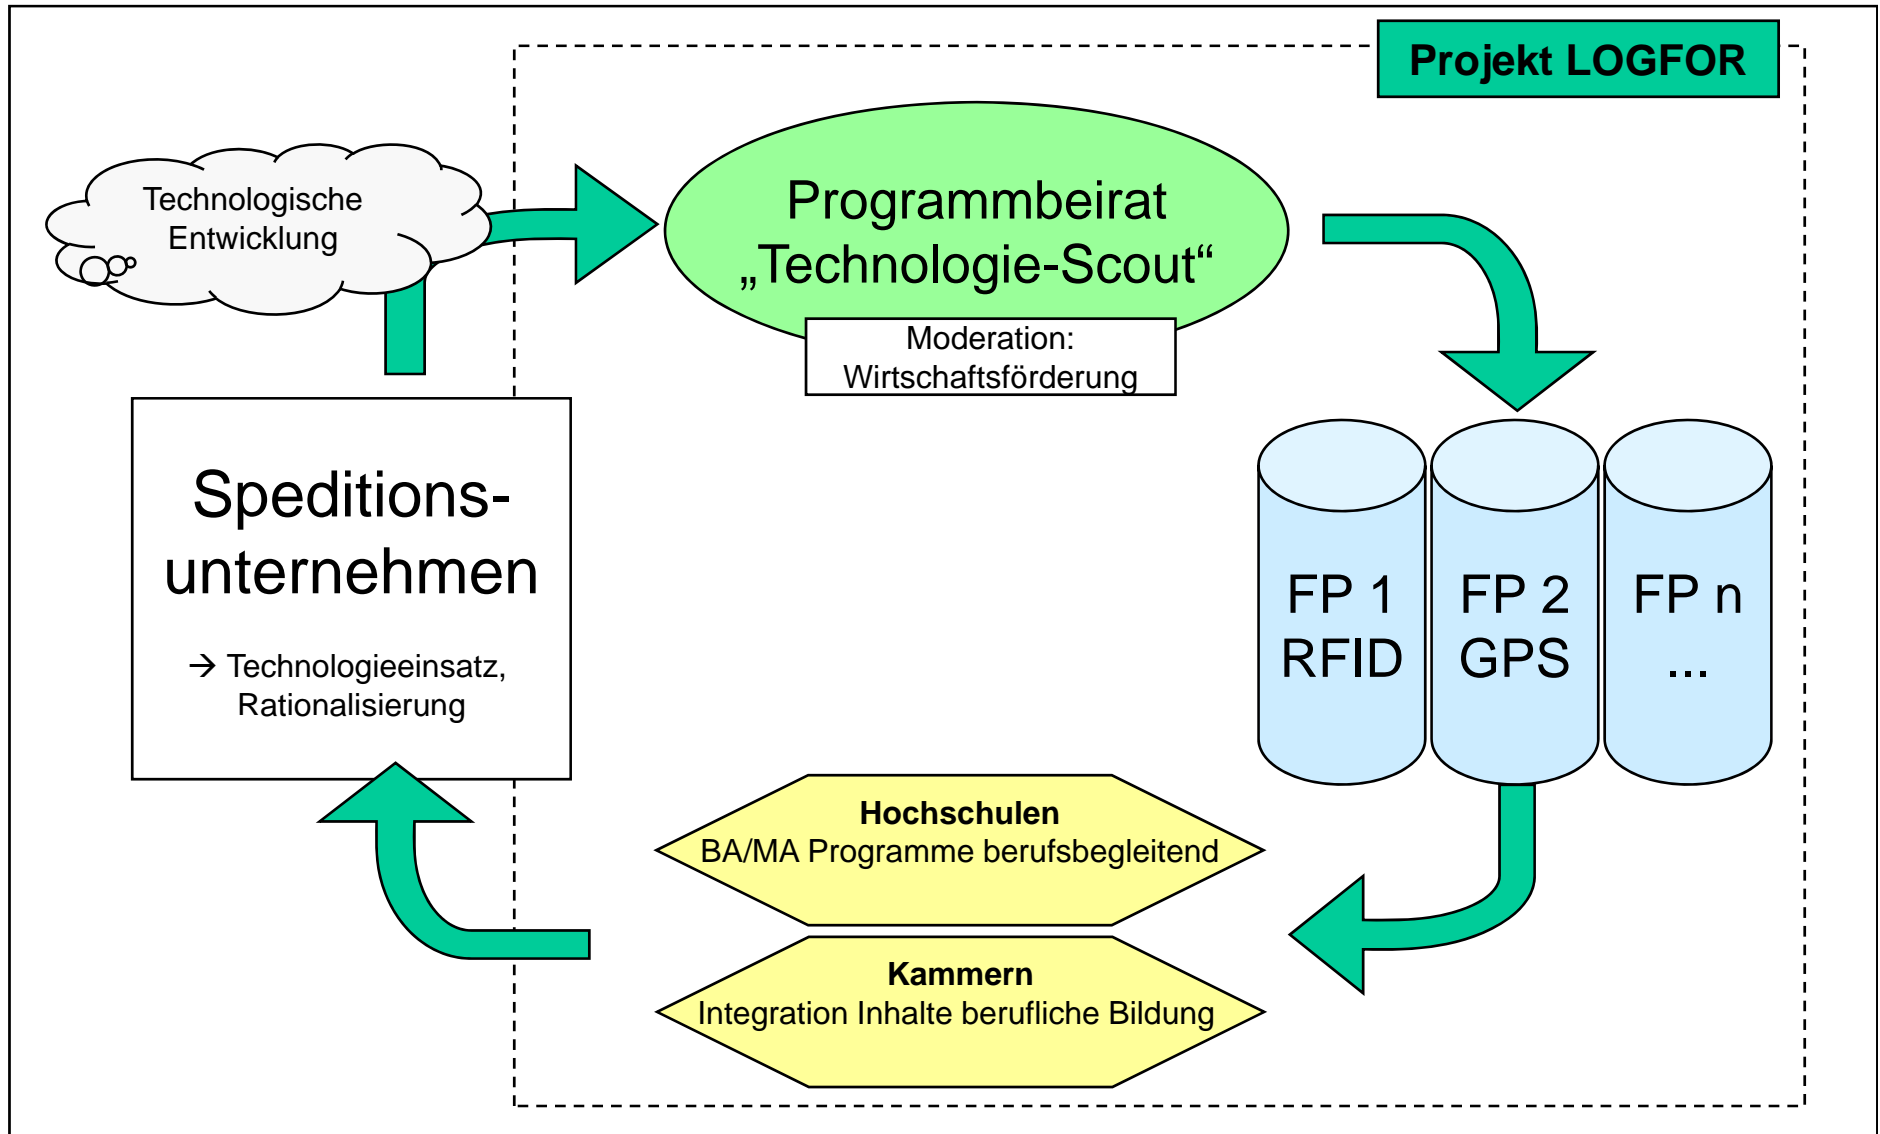 Projekt LOGFOR
Technologische
Entwicklung
Programmbeirat
„Technologie-Scout“
Moderation:
Wirtschaftsförderung
Speditions-
unternehmen
→ Technologieeinsatz,
Rationalisierung
FP 1
RFID
FP 2
GPS
FP n
...
Hochschulen
BA/MA Programme berufsbegleitend
Kammern
Integration Inhalte berufliche Bildung